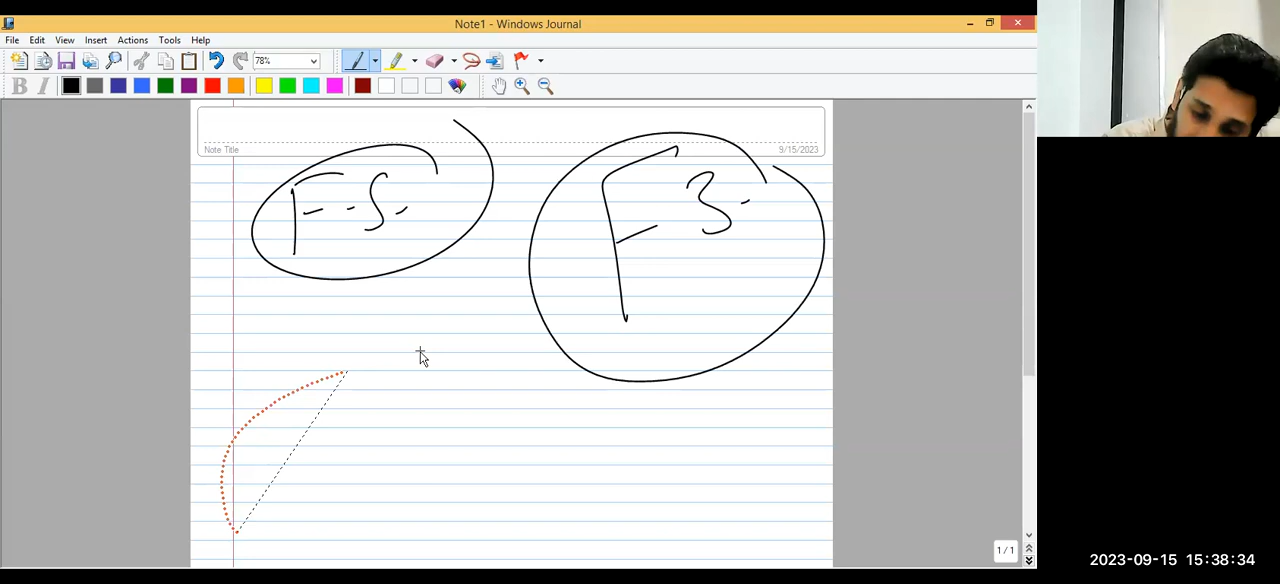 Note1 - Windows Journal
File Edit View Insert Actions Tools Help
78%
B I
Note Title 9/15/2023
F.S.
F3.
1 / 1
2023-09-15 15:38:34